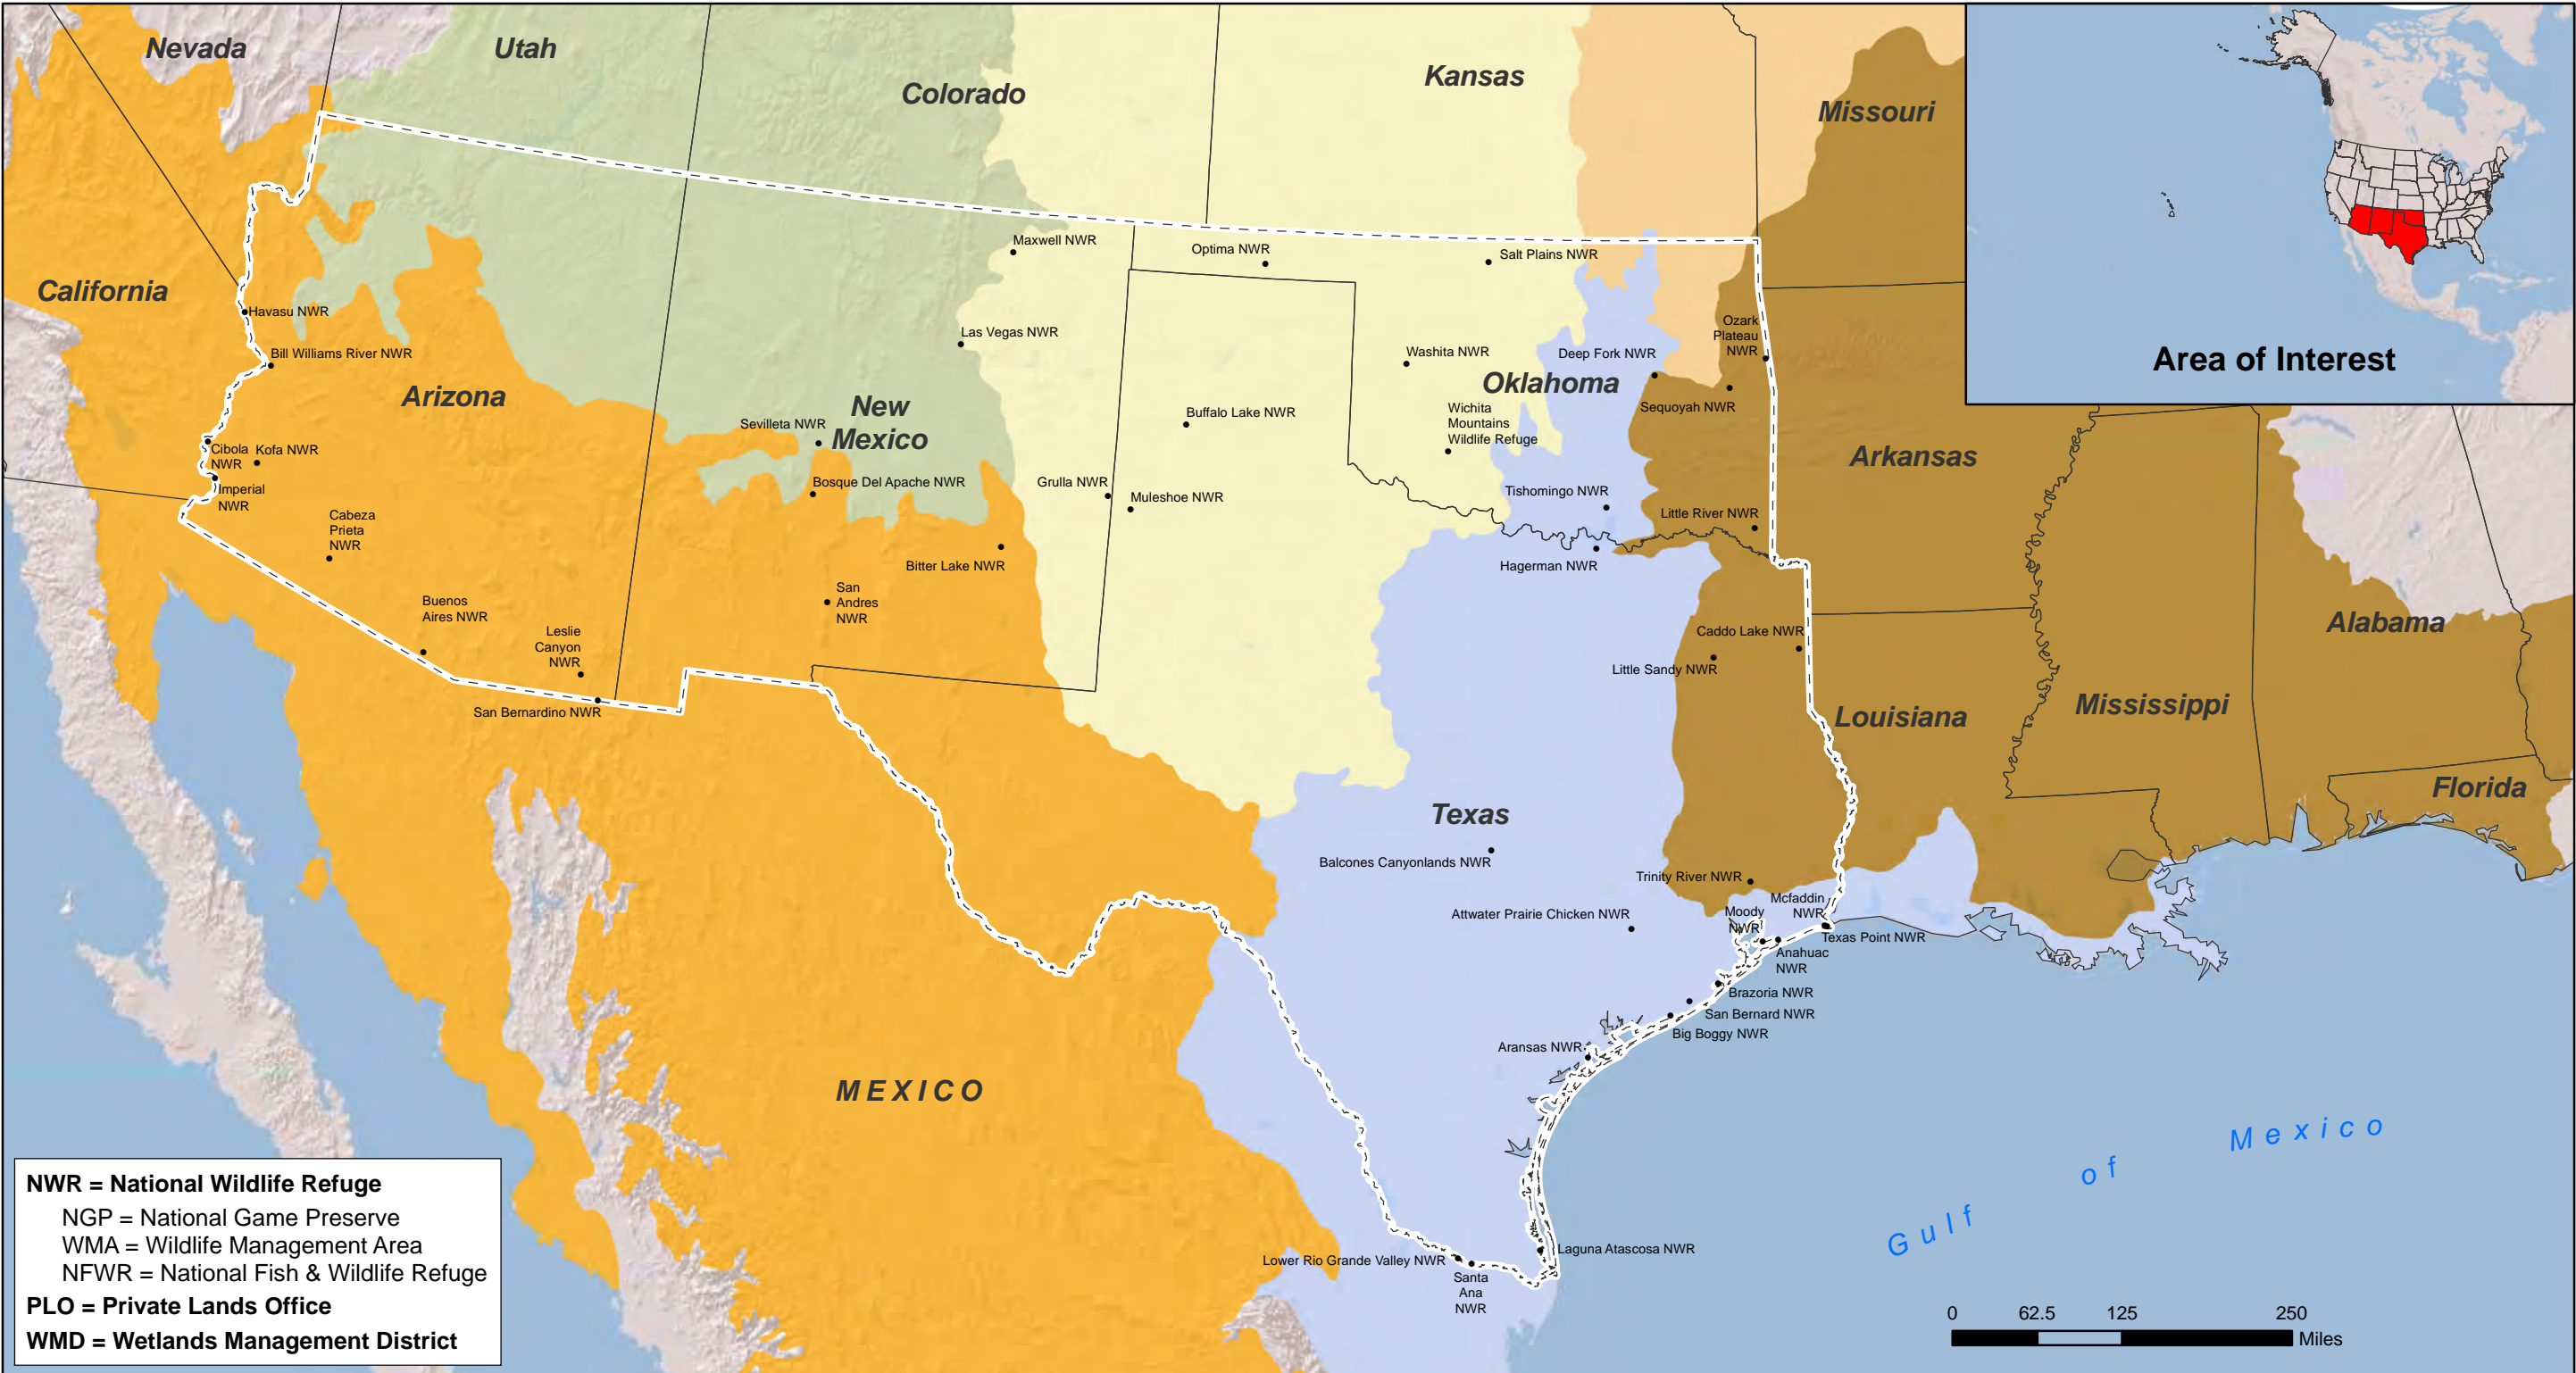 Nevada
Utah
Colorado
Kansas
Missouri
California
Arizona
New
Mexico
Oklahoma
Arkansas
Texas
Louisiana
Mississippi
Alabama
Florida
MEXICO
Gulf
of
Mexico
Area of Interest
Maxwell NWR
Optima NWR
Salt Plains NWR
Havasu NWR
Las Vegas NWR
Bill Williams River NWR
Washita NWR
Deep Fork NWR
Ozark
Plateau
NWR
Sequoyah NWR
Buffalo Lake NWR
Wichita
Mountains
Wildlife Refuge
Sevilleta NWR
Cibola
NWR
Kofa NWR
Imperial
NWR
Bosque Del Apache NWR
Grulla NWR
Muleshoe NWR
Tishomingo NWR
Little River NWR
Cabeza
Prieta
NWR
Bitter Lake NWR
Hagerman NWR
San
Andres
NWR
Buenos
Aires NWR
Leslie
Canyon
NWR
San Bernardino NWR
Caddo Lake NWR
Little Sandy NWR
Balcones Canyonlands NWR
Trinity River NWR
Attwater Prairie Chicken NWR
Moody
NWR
Mcfaddin
NWR
Texas Point NWR
Anahuac
NWR
Brazoria NWR
San Bernard NWR
Big Boggy NWR
Aransas NWR
Laguna Atascosa NWR
Lower Rio Grande Valley NWR
Santa
Ana
NWR
NWR = National Wildlife Refuge
NGP = National Game Preserve
WMA = Wildlife Management Area
NFWR = National Fish & Wildlife Refuge
PLO = Private Lands Office
WMD = Wetlands Management District
0 62.5 125 250
Miles